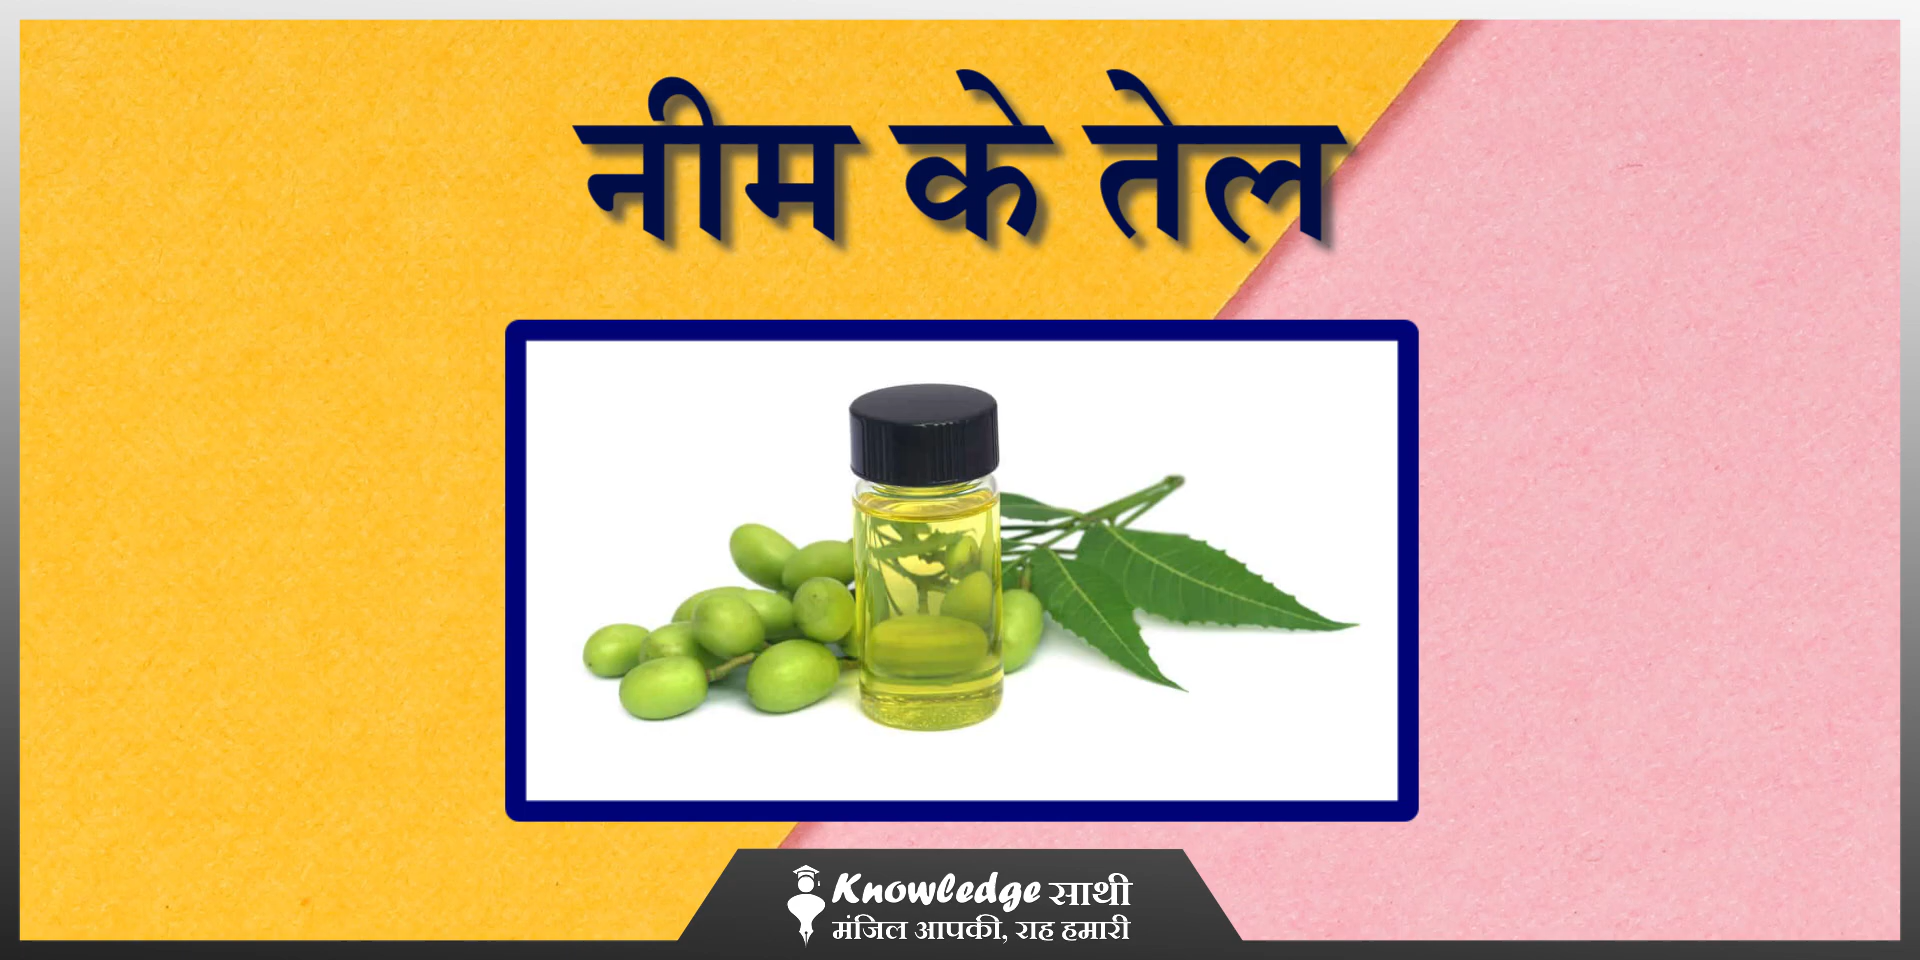 नीम के तेल
Knowledge साथी
मंजिल आपकी, राह हमारी